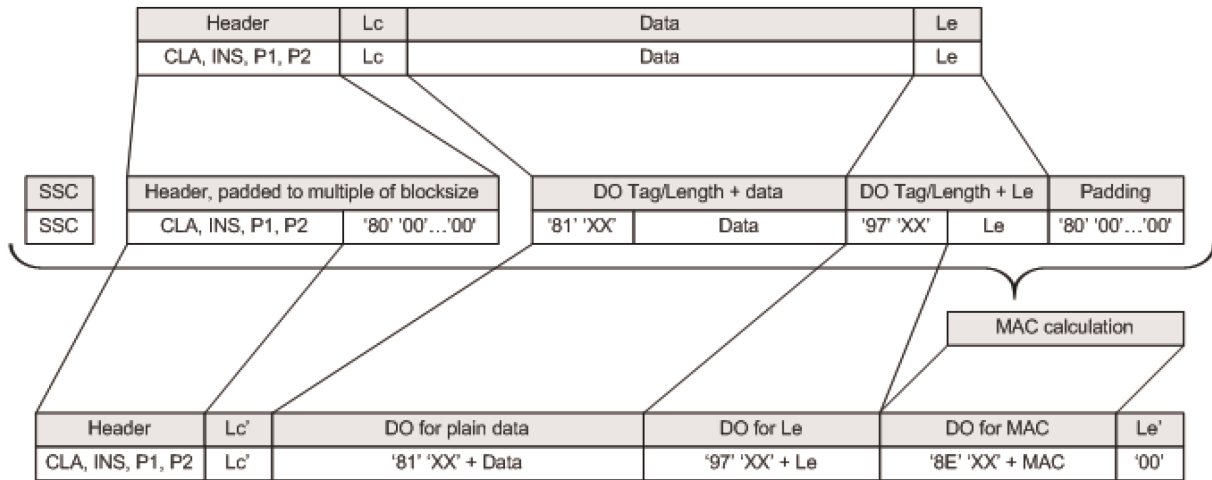 Header Lc Data Le
CLA, INS, P1, P2 Lc Data Le
SSC Header, padded to multiple of blocksize DO Tag/Length + data DO Tag/Length + Le Padding
SSC CLA, INS, P1, P2 ‘80’ ‘00’...‘00’ ‘81’ ‘XX’ Data ‘97’ ‘XX’ Le ‘80’ ‘00’...‘00’
MAC calculation
Header Lc’ DO for plain data DO for Le DO for MAC Le’
CLA, INS, P1, P2 Lc’ ‘81’ ‘XX’ + Data ‘97’ ‘XX’ + Le ‘8E’ ‘XX’ + MAC ‘00’